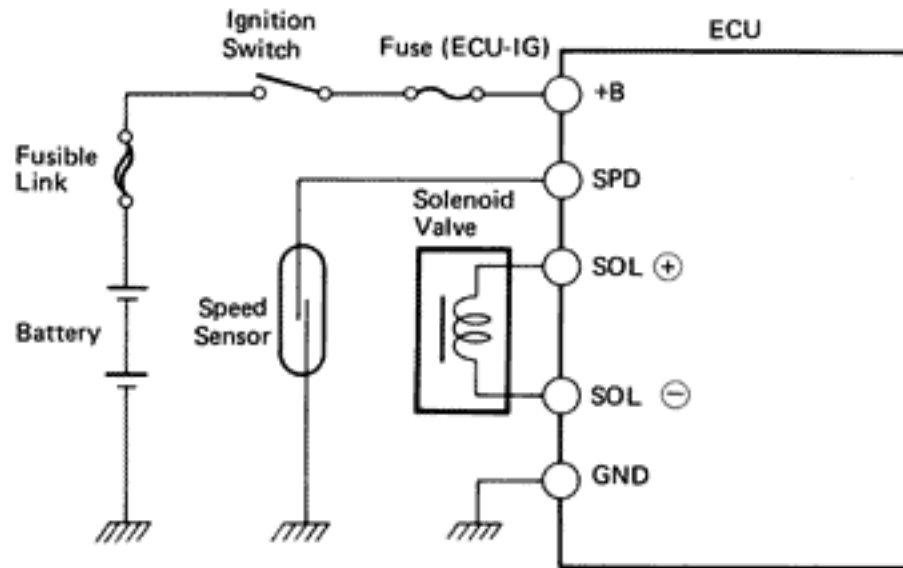 Ignition
Switch
Fuse (ECU-IG)
ECU
+B
Fusible
Link
SPD
Solenoid
Valve
SOL ⊕
Speed
Sensor
Battery
SOL ⊖
GND